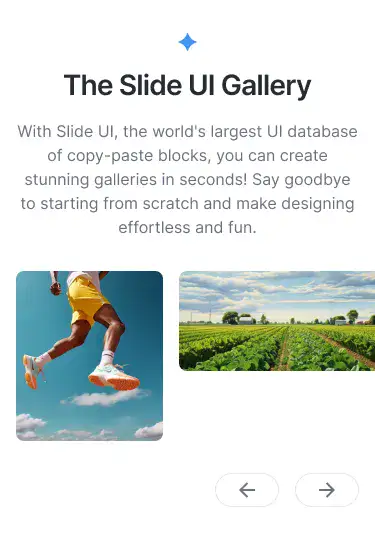 The Slide UI Gallery
With Slide UI, the world's largest UI database
of copy-paste blocks, you can create
stunning galleries in seconds! Say goodbye
to starting from scratch and make designing
effortless and fun.